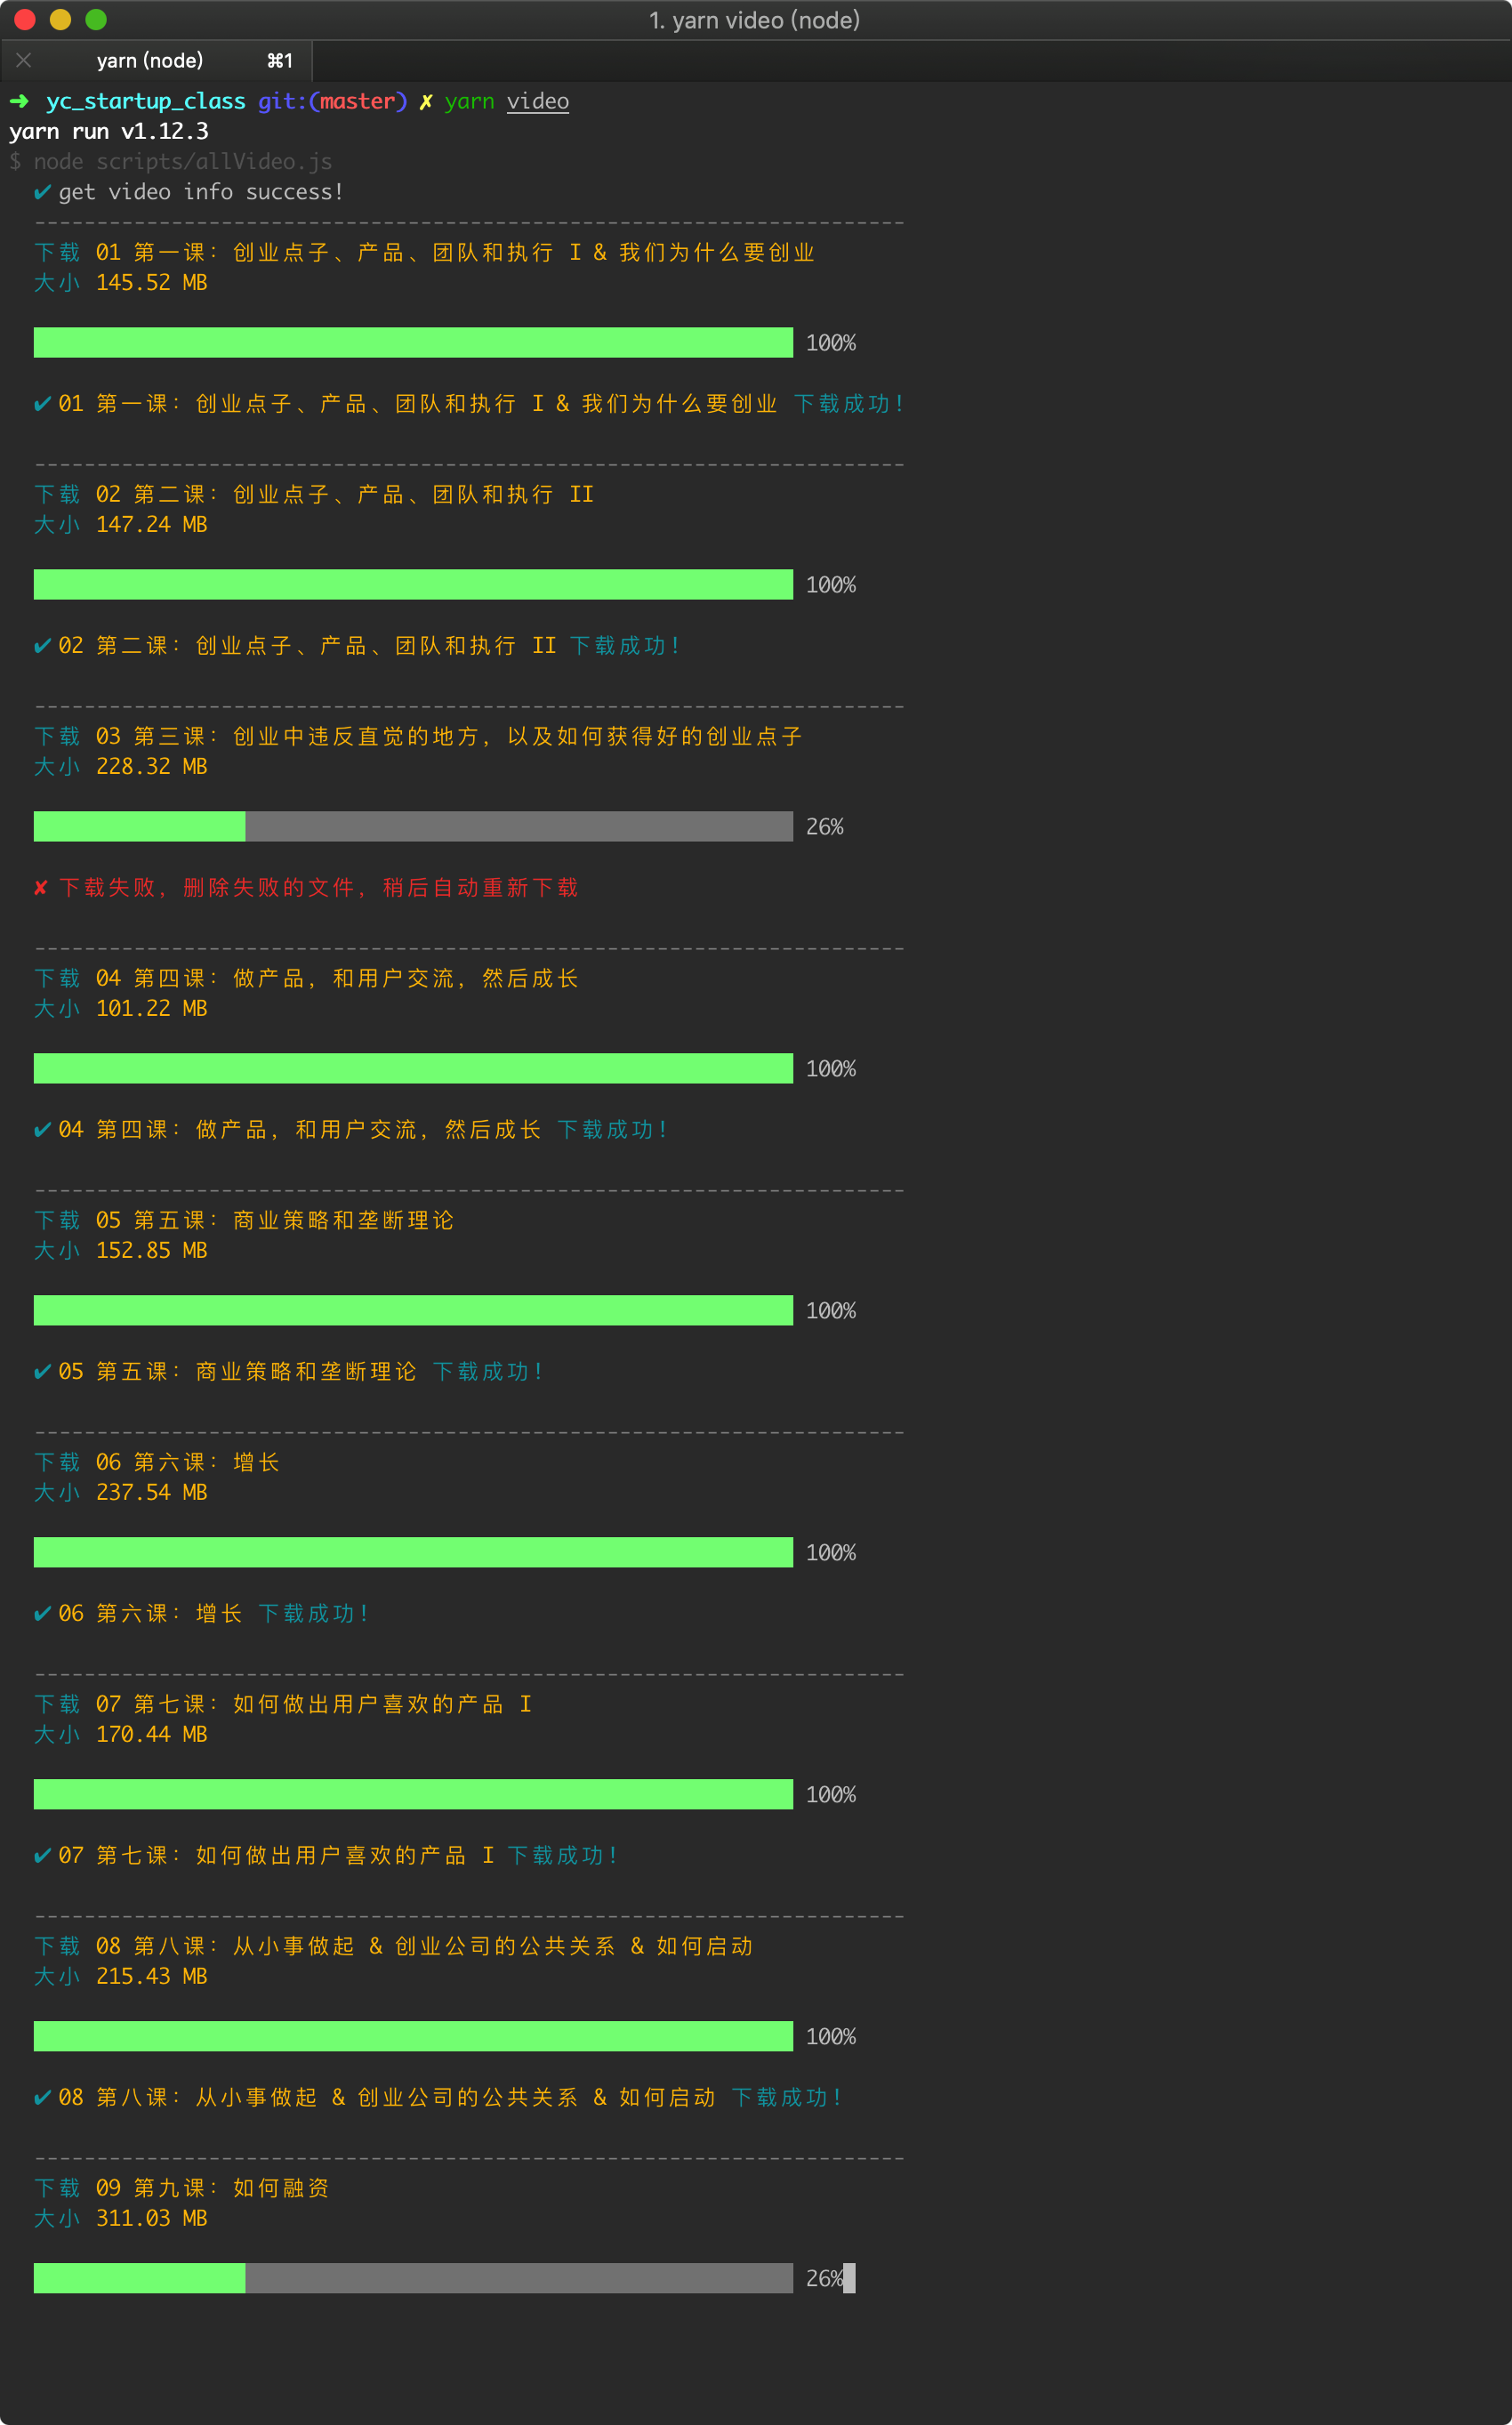 1. yarn video (node)
yarn (node) ⌘1
➜ yc_startup_class git:(master) ✗ yarn video
yarn run v1.12.3
$ node scripts/allVideo.js
✔ get video info success!
----------------------------------------------------------------------
下载 01 第一课：创业点子、产品、团队和执行 I & 我们为什么要创业
大小 145.52 MB
100%
✔ 01 第一课：创业点子、产品、团队和执行 I & 我们为什么要创业 下载成功！
----------------------------------------------------------------------
下载 02 第二课：创业点子、产品、团队和执行 II
大小 147.24 MB
100%
✔ 02 第二课：创业点子、产品、团队和执行 II 下载成功！
----------------------------------------------------------------------
下载 03 第三课：创业中违反直觉的地方，以及如何获得好的创业点子
大小 228.32 MB
26%
✘ 下载失败，删除失败的文件，稍后自动重新下载
----------------------------------------------------------------------
下载 04 第四课：做产品，和用户交流，然后成长
大小 101.22 MB
100%
✔ 04 第四课：做产品，和用户交流，然后成长 下载成功！
----------------------------------------------------------------------
下载 05 第五课：商业策略和垄断理论
大小 152.85 MB
100%
✔ 05 第五课：商业策略和垄断理论 下载成功！
----------------------------------------------------------------------
下载 06 第六课：增长
大小 237.54 MB
100%
✔ 06 第六课：增长 下载成功！
----------------------------------------------------------------------
下载 07 第七课：如何做出用户喜欢的产品 I
大小 170.44 MB
100%
✔ 07 第七课：如何做出用户喜欢的产品 I 下载成功！
----------------------------------------------------------------------
下载 08 第八课：从小事做起 & 创业公司的公共关系 & 如何启动
大小 215.43 MB
100%
✔ 08 第八课：从小事做起 & 创业公司的公共关系 & 如何启动 下载成功！
----------------------------------------------------------------------
下载 09 第九课：如何融资
大小 311.03 MB
26%